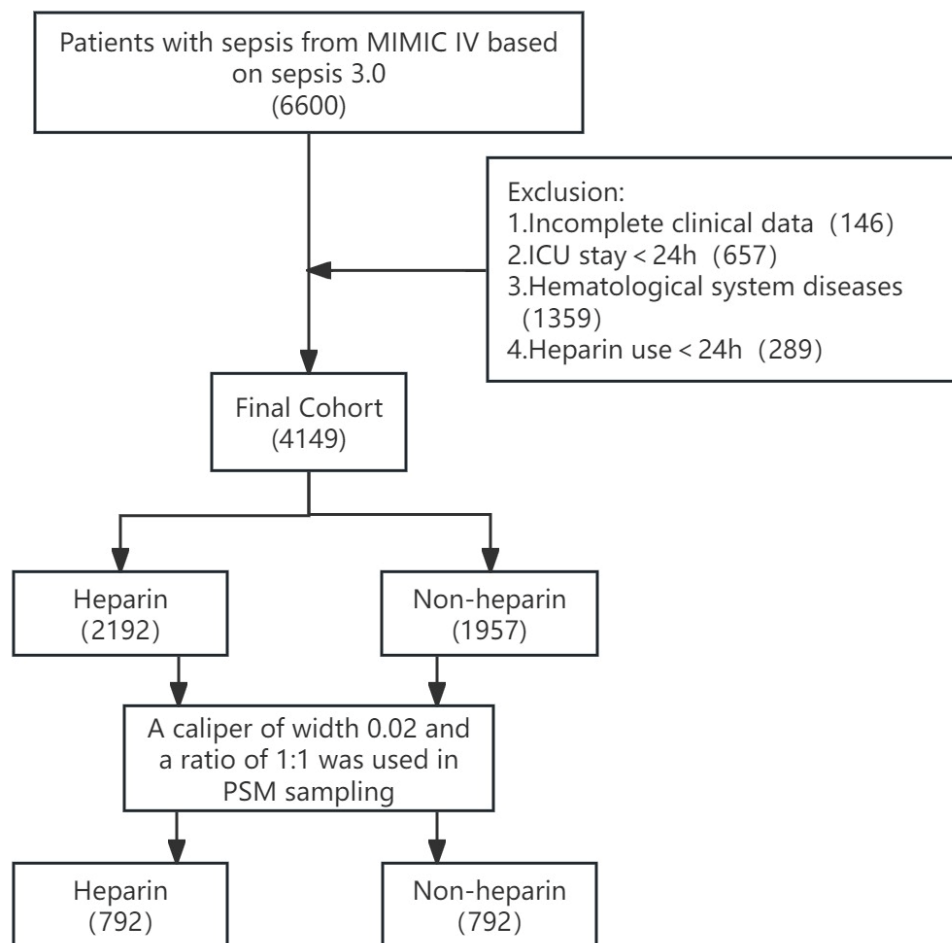 Patients with sepsis from MIMIC IV based
on sepsis 3.0
(6600)
Exclusion:
1.Incomplete clinical data（146）
2.ICU stay < 24h（657）
3.Hematological system diseases
（1359）
4.Heparin use < 24h（289）
Final Cohort
(4149)
Heparin
(2192)
Non-heparin
(1957)
A caliper of width 0.02 and
a ratio of 1:1 was used in
PSM sampling
Heparin
(792)
Non-heparin
(792)